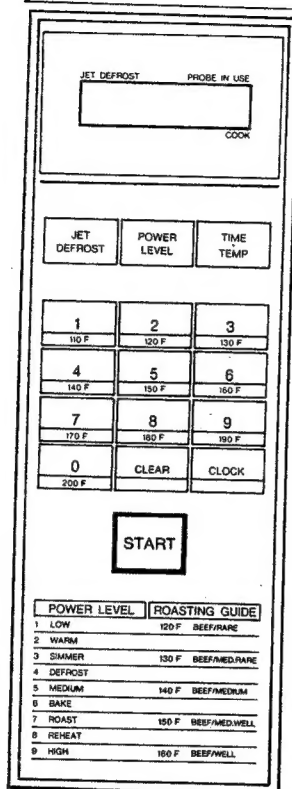 JET DEFROST PROBE IN USE
COOK
JET DEFROST POWER LEVEL TIME TEMP
1 2 3
110 F 120 F 130 F
4 5 6
140 F 150 F 160 F
7 8 9
170 F 180 F 190 F
0 CLEAR CLOCK
200 F
START
POWER LEVEL ROASTING GUIDE
1 LOW 120 F BEEF/RARE
2 WARM
3 SIMMER 130 F BEEF/MED.RARE
4 DEFROST
5 MEDIUM 140 F BEEF/MEDIUM
6 BAKE
7 ROAST 150 F BEEF/MED.WELL
8 REHEAT
9 HIGH 160 F BEEF/WELL